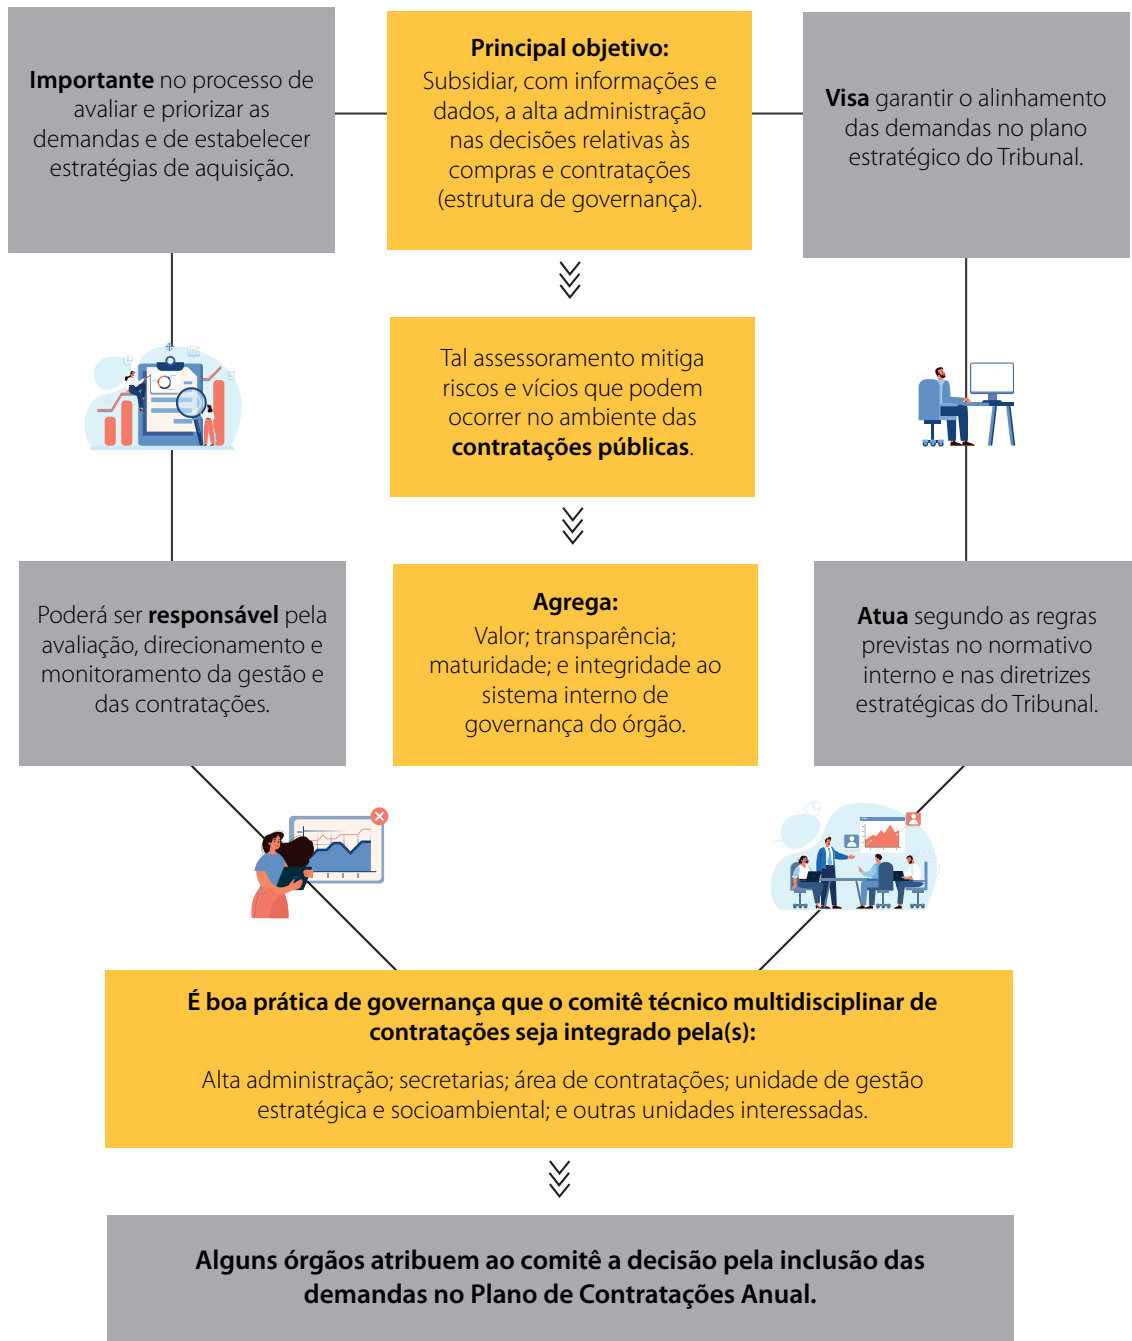 Importante no processo de
avaliar e priorizar as
demandas e de estabelecer
estratégias de aquisição.
Principal objetivo:
Subsidiar, com informações e
dados, a alta administração
nas decisões relativas às
compras e contratações
(estrutura de governança).
Visa garantir o alinhamento
das demandas no plano
estratégico do Tribunal.
Tal assessoramento mitiga
riscos e vícios que podem
ocorrer no ambiente das
contratações públicas.
Poderá ser responsável pela
avaliação, direcionamento e
monitoramento da gestão e
das contratações.
Agrega:
Valor; transparência;
maturidade; e integridade ao
sistema interno de
governança do órgão.
Atua segundo as regras
previstas no normativo
interno e nas diretrizes
estratégicas do Tribunal.
É boa prática de governança que o comitê técnico multidisciplinar de
contratações seja integrado pela(s):
Alta administração; secretarias; área de contratações; unidade de gestão
estratégica e socioambiental; e outras unidades interessadas.
Alguns órgãos atribuem ao comitê a decisão pela inclusão das
demandas no Plano de Contratações Anual.